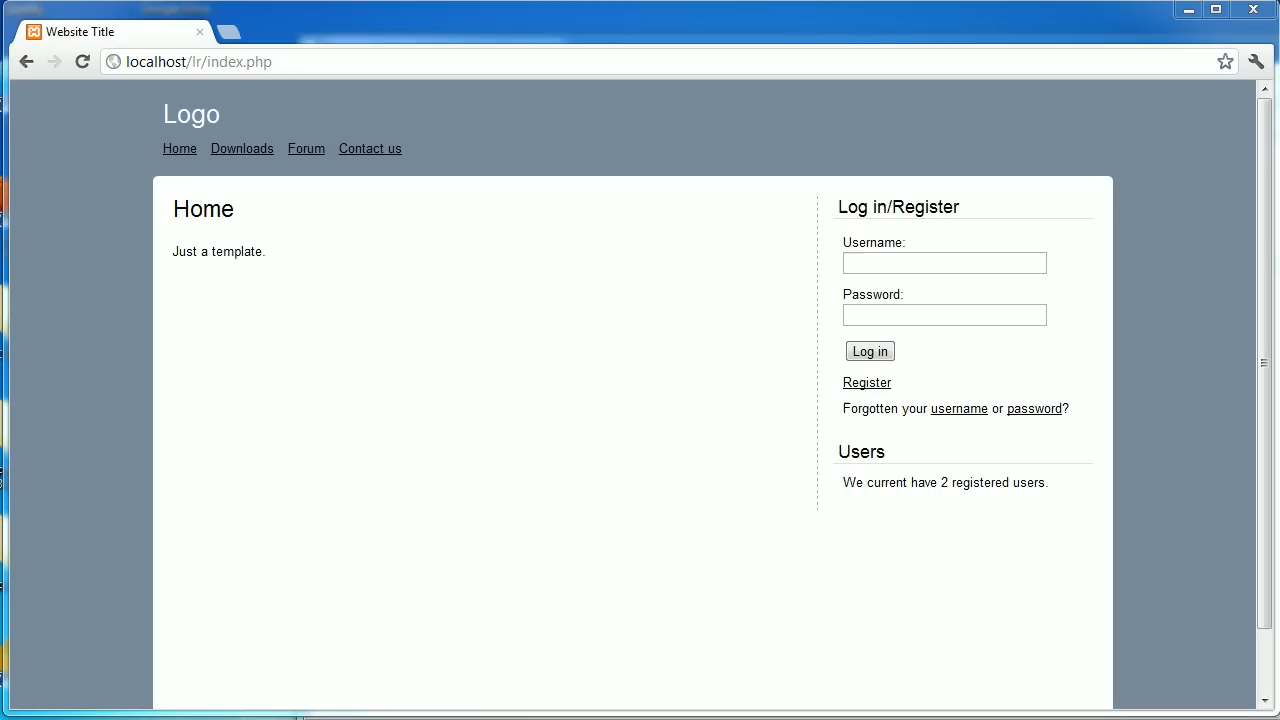 Website Title
localhost/lr/index.php
Logo
Home Downloads Forum Contact us
Home
Just a template.
Log in/Register
Username:
Password:
Log in
Register
Forgotten your username or password?
Users
We current have 2 registered users.